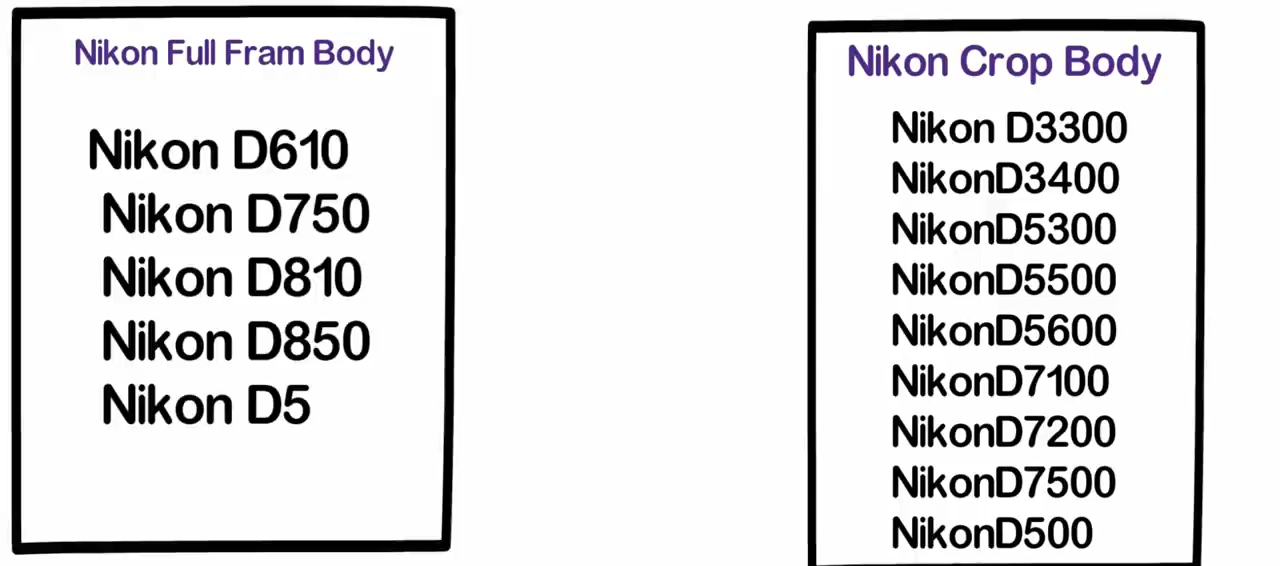 Nikon Full Fram Body
Nikon D610
Nikon D750
Nikon D810
Nikon D850
Nikon D5
Nikon Crop Body
Nikon D3300
NikonD3400
NikonD5300
NikonD5500
NikonD5600
NikonD7100
NikonD7200
NikonD7500
NikonD500